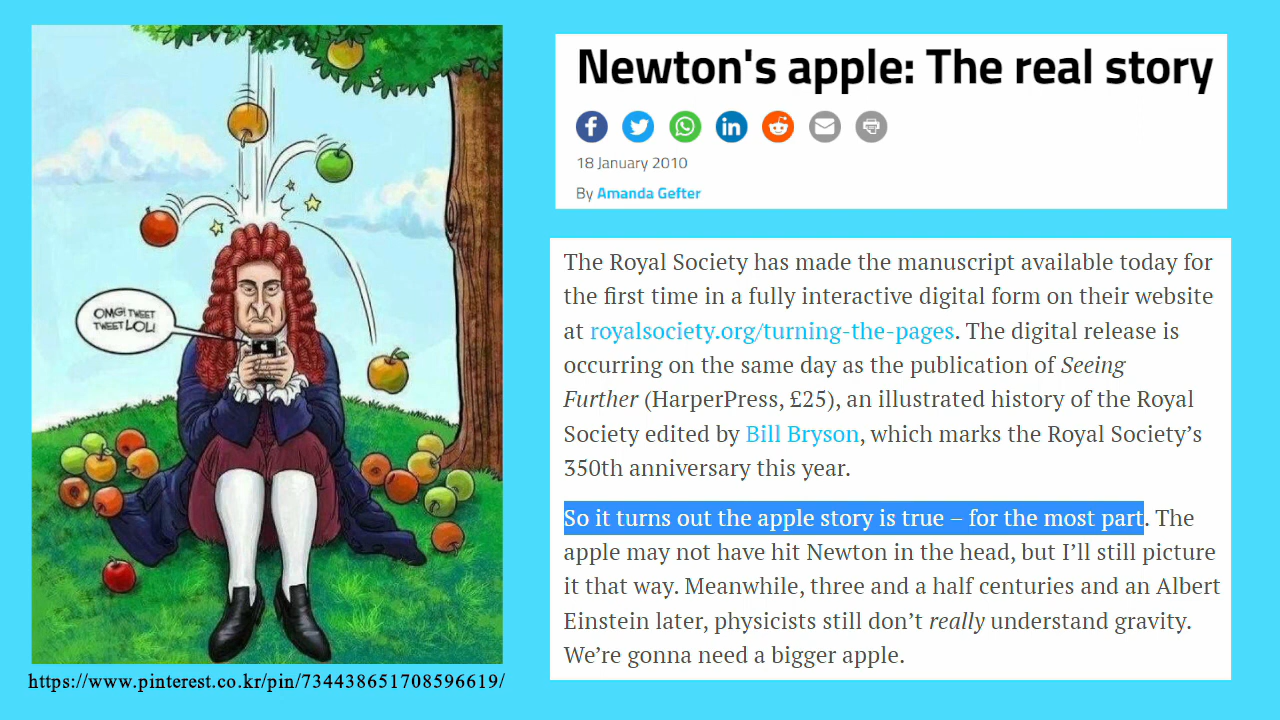 OMG! TWEET
TWEET LOL!
https://www.pinterest.co.kr/pin/734438651708596619/
Newton's apple: The real story
18 January 2010
By Amanda Gefter
The Royal Society has made the manuscript available today for
the first time in a fully interactive digital form on their website
at royalsociety.org/turning-the-pages. The digital release is
occurring on the same day as the publication of Seeing
Further (HarperPress, £25), an illustrated history of the Royal
Society edited by Bill Bryson, which marks the Royal Society’s
350th anniversary this year.
So it turns out the apple story is true – for the most part. The
apple may not have hit Newton in the head, but I’ll still picture
it that way. Meanwhile, three and a half centuries and an Albert
Einstein later, physicists still don’t really understand gravity.
We’re gonna need a bigger apple.